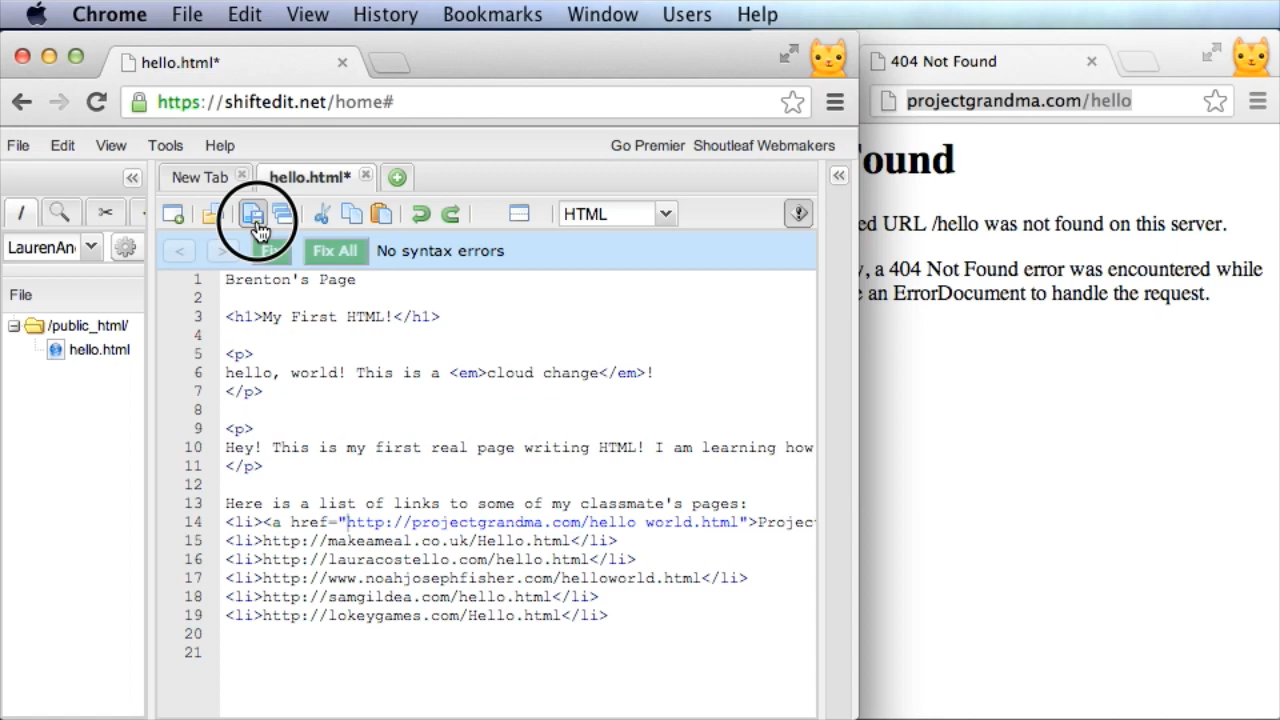 Chrome File Edit View History Bookmarks Window Users Help
hello.html*
https://shiftedit.net/home#
File Edit View Tools Help Go Premier Shoutleaf Webmakers
New Tab hello.html*
HTML
LaurenAn
< > Fix Fix All No syntax errors
File
/public_html/
hello.html
1 Brenton's Page
2
3 <h1>My First HTML!</h1>
4
5 <p>
6 hello, world! This is a <em>cloud change</em>!
7 </p>
8
9 <p>
10 Hey! This is my first real page writing HTML! I am learning how
11 </p>
12
13 Here is a list of links to some of my classmate's pages:
14 <li><a href="http://projectgrandma.com/hello world.html">Project
15 <li>http://makeameal.co.uk/Hello.html</li>
16 <li>http://lauracostello.com/hello.html</li>
17 <li>http://www.noahjosephfisher.com/helloworld.html</li>
18 <li>http://samgildea.com/hello.html</li>
19 <li>http://lokeygames.com/Hello.html</li>
20
21
404 Not Found
projectgrandma.com/hello
ound
ed URL /hello was not found on this server.
y, a 404 Not Found error was encountered while
e an ErrorDocument to handle the request.